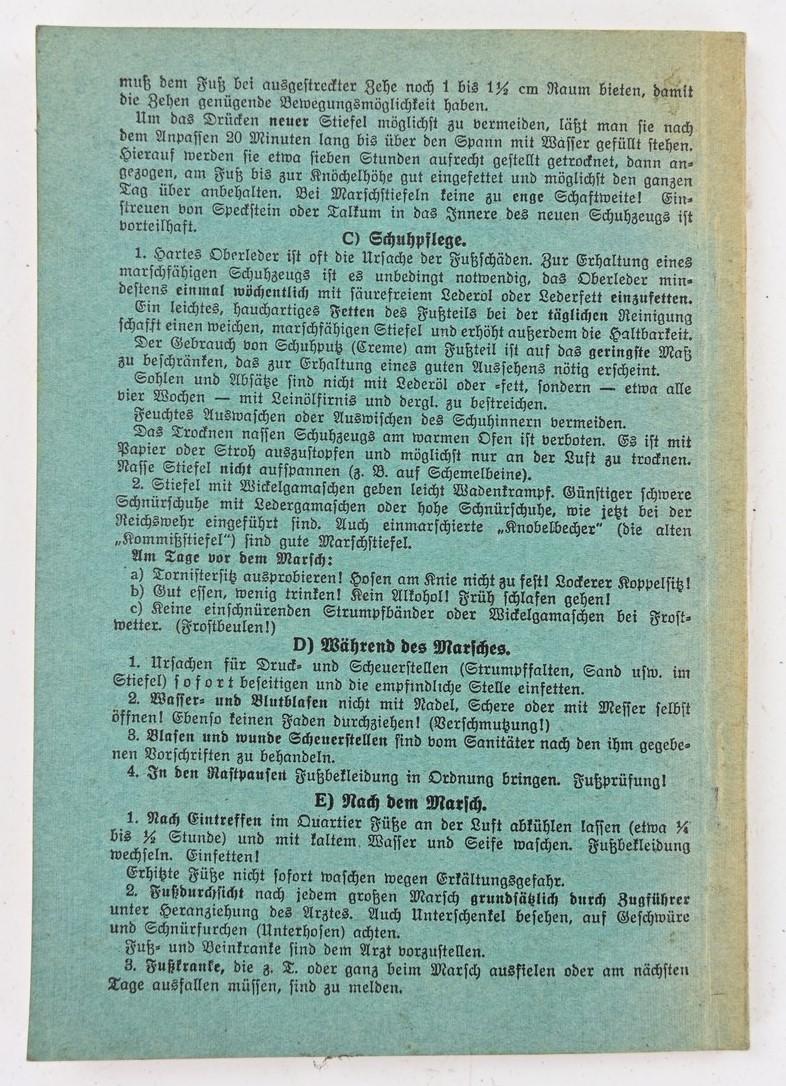 muß dem Fuß bei ausgestreckter Zehe noch 1 bis 1½ cm Raum bieten, damit
die Zehen genügende Bewegungsmöglichkeit haben.
Um das Drücken neuer Stiefel möglichst zu vermeiden, läßt man sie nach
dem Anpassen 20 Minuten lang bis über den Spann mit Wasser gefüllt stehen.
Hierauf werden sie etwa sieben Stunden aufrecht gestellt getrocknet, dann an-
gezogen, am Fuß bis zur Knöchelhöhe gut eingefettet und möglichst den ganzen
Tag über anbehalten. Bei Marschstiefeln keine zu enge Schaftweite! Ein-
streuen von Speckstein oder Talkum in das Innere des neuen Schuhzeugs ist
vorteilhaft.
C) Schuhpflege.
1. Hartes Oberleder ist oft die Ursache der Fußschäden. Zur Erhaltung eines
marschfähigen Schuhzeugs ist es unbedingt notwendig, das Oberleder min-
destens einmal wöchentlich mit säurefreiem Lederöl oder Lederfett einzufetten.
Ein leichtes, hauchartiges Fetten des Fußteils bei der täglichen Reinigung
schafft einen weichen, marschfähigen Stiefel und erhöht außerdem die Haltbarkeit.
Der Gebrauch von Schuhputz (Creme) am Fußteil ist auf das geringste Maß
zu beschränken, das zur Erhaltung eines guten Aussehens nötig erscheint.
Sohlen und Absätze sind nicht mit Lederöl oder -fett, sondern — etwa alle
vier Wochen — mit Leinölfirnis und dergl. zu bestreichen.
Feuchtes Auswaschen oder Auswischen des Schuhinnern vermeiden.
Das Trocknen nassen Schuhzeugs am warmen Ofen ist verboten. Es ist mit
Papier oder Stroh auszustopfen und möglichst nur an der Luft zu trocknen.
Nasse Stiefel nicht aufspannen (z. B. auf Schemelbeine).
2. Stiefel mit Wickelgamaschen geben leicht Wadenkrampf. Günstiger schwere
Schnürschuhe mit Ledergamaschen oder hohe Schnürschuhe, wie jetzt bei der
Reichswehr eingeführt sind. Auch einmarschierte „Knobelbecher“ (die alten
„Kommißstiefel“) sind gute Marschstiefel.
Am Tage vor dem Marsch:
a) Tornistersitz ausprobieren! Hosen am Knie nicht zu fest! Lockerer Koppelsitz!
b) Gut essen, wenig trinken! Kein Alkohol! Früh schlafen gehen!
c) Keine einschnürenden Strumpfbänder oder Wickelgamaschen bei Frost-
wetter. (Frostbeulen!)
D) Während des Marsches.
1. Ursachen für Druck- und Scheuerstellen (Strumpffalten, Sand usw. im
Stiefel) sofort beseitigen und die empfindliche Stelle einfetten.
2. Wasser- und Blutblasen nicht mit Nadel, Schere oder mit Messer selbst
öffnen! Ebenso keinen Faden durchziehen! (Verschmutzung!)
3. Blasen und wunde Scheuerstellen sind vom Sanitäter nach den ihm gegebe-
nen Vorschriften zu behandeln.
4. In den Rastpausen Fußbekleidung in Ordnung bringen. Fußprüfung!
E) Nach dem Marsch.
1. Nach Eintreffen im Quartier Füße an der Luft abkühlen lassen (etwa ¼
bis ½ Stunde) und mit kaltem Wasser und Seife waschen. Fußbekleidung
wechseln. Einfetten!
Erhitzte Füße nicht sofort waschen wegen Erkältungsgefahr.
2. Fußdurchsicht nach jedem großen Marsch grundsätzlich durch Zugführer
unter Heranziehung des Arztes. Auch Unterschenkel besehen, auf Geschwüre
und Schnürfurchen (Unterhosen) achten.
Fuß- und Beinkranke sind dem Arzt vorzustellen.
3. Fußkranke, die z. T. oder ganz beim Marsch ausfielen oder am nächsten
Tage ausfallen müssen, sind zu melden.